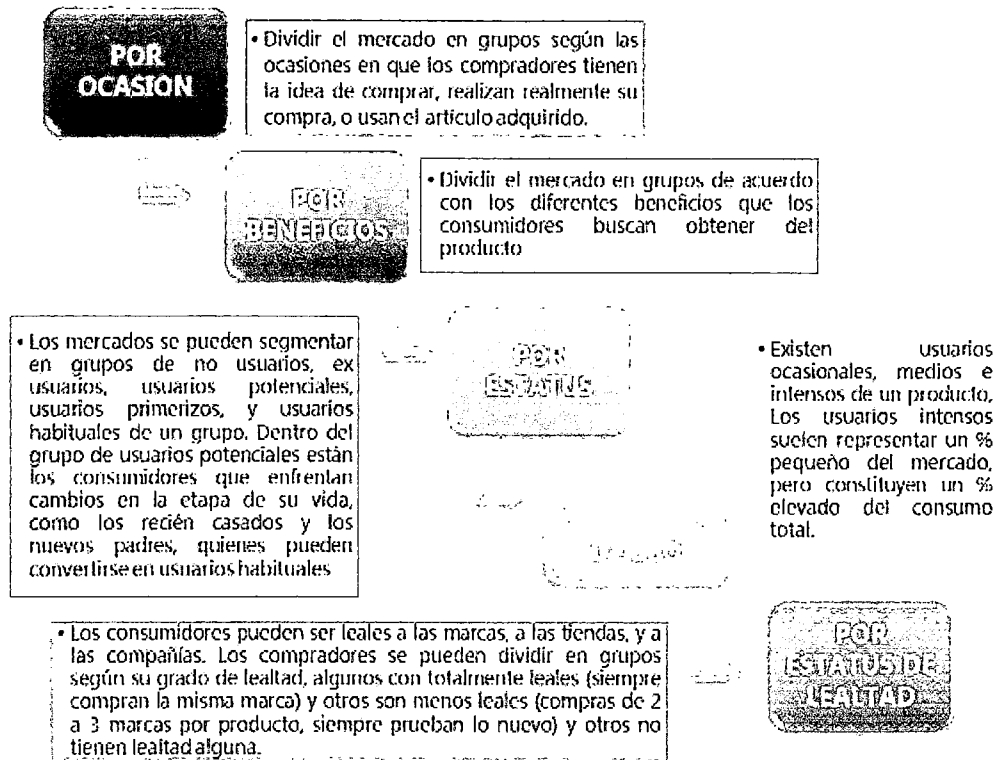 POR
OCASION
• Dividir el mercado en grupos según las
ocasiones en que los compradores tienen
la idea de comprar, realizan realmente su
compra, o usan el artículo adquirido.
POR
BENEFICIOS
• Dividir el mercado en grupos de acuerdo
con los diferentes beneficios que los
consumidores buscan obtener del
producto
• Los mercados se pueden segmentar
en grupos de no usuarios, ex
usuarios, usuarios potenciales,
usuarios primerizos, y usuarios
habituales de un grupo. Dentro del
grupo de usuarios potenciales están
los consumidores que enfrentan
cambios en la etapa de su vida,
como los recién casados y los
nuevos padres, quienes pueden
convertirse en usuarios habituales
POR
ESTATUS
• Existen usuarios
ocasionales, medios e
intensos de un producto.
Los usuarios intensos
suelen representar un %
pequeño del mercado,
pero constituyen un %
elevado del consumo
total.
• Los consumidores pueden ser leales a las marcas, a las tiendas, y a
las compañías. Los compradores se pueden dividir en grupos
según su grado de lealtad, algunos con totalmente leales (siempre
compran la misma marca) y otros son menos leales (compras de 2
a 3 marcas por producto, siempre prueban lo nuevo) y otros no
tienen lealtad alguna.
POR
ESTATUS DE
LEALTAD